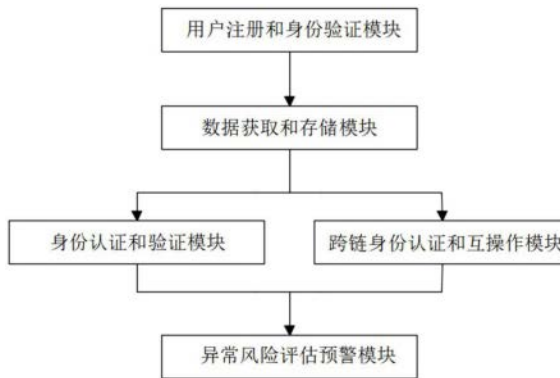 用户注册和身份验证模块
数据获取和存储模块
身份认证和验证模块
跨链身份认证和互操作模块
异常风险评估预警模块